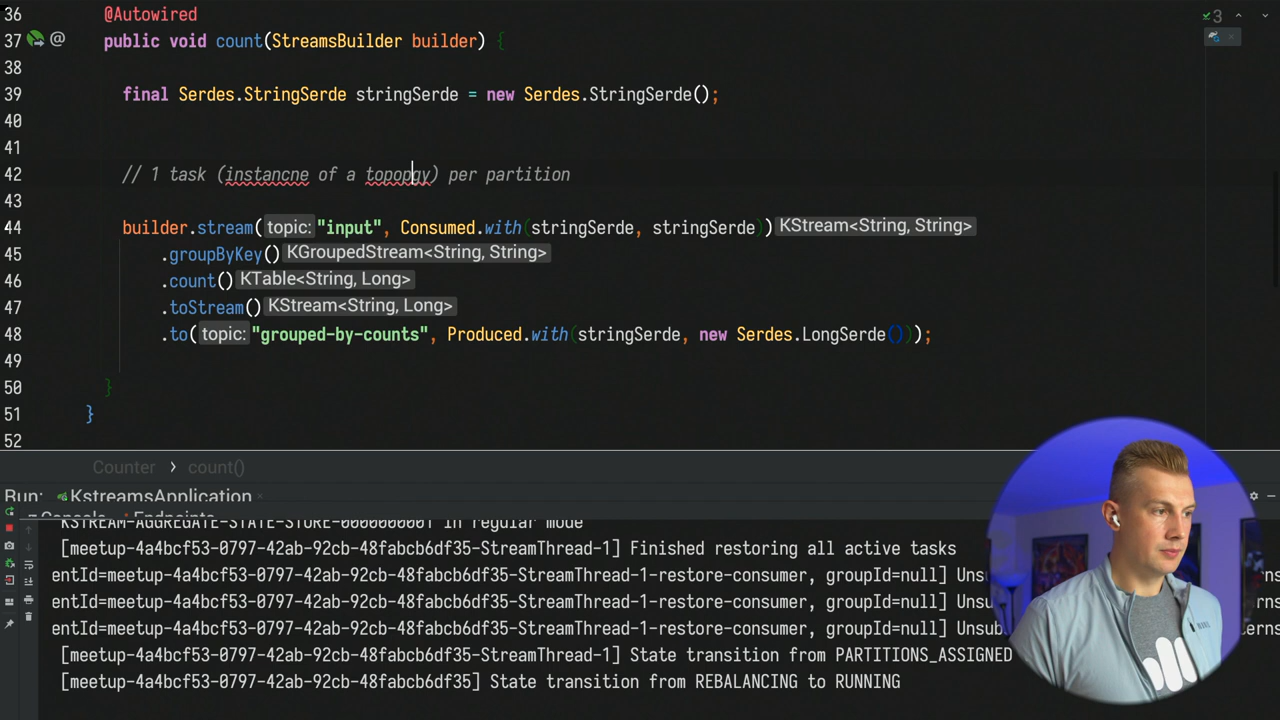 36 @Autowired
3
37 @ public void count(StreamsBuilder builder) {
38
39 final Serdes.StringSerde stringSerde = new Serdes.StringSerde();
40
41
42 // 1 task (instancne of a topopgy) per partition
43
44 builder.stream( topic: "input", Consumed.with(stringSerde, stringSerde)) KStream<String, String>
45 .groupByKey() KGroupedStream<String, String>
46 .count() KTable<String, Long>
47 .toStream() KStream<String, Long>
48 .to( topic: "grouped-by-counts", Produced.with(stringSerde, new Serdes.LongSerde()));
49
50 }
51 }
52
Counter > count()
Run: KstreamsApplication ×
Console Endpoints
KSTREAM-AGGREGATE-STATE-STORE-0000000001 in regular mode
[meetup-4a4bcf53-0797-42ab-92cb-48fabcb6df35-StreamThread-1] Finished restoring all active tasks
entId=meetup-4a4bcf53-0797-42ab-92cb-48fabcb6df35-StreamThread-1-restore-consumer, groupId=null] Unsu
entId=meetup-4a4bcf53-0797-42ab-92cb-48fabcb6df35-StreamThread-1-restore-consumer, groupId=null] Unsu
entId=meetup-4a4bcf53-0797-42ab-92cb-48fabcb6df35-StreamThread-1-restore-consumer, groupId=null] Unsub
[meetup-4a4bcf53-0797-42ab-92cb-48fabcb6df35-StreamThread-1] State transition from PARTITIONS_ASSIGNED
[meetup-4a4bcf53-0797-42ab-92cb-48fabcb6df35] State transition from REBALANCING to RUNNING